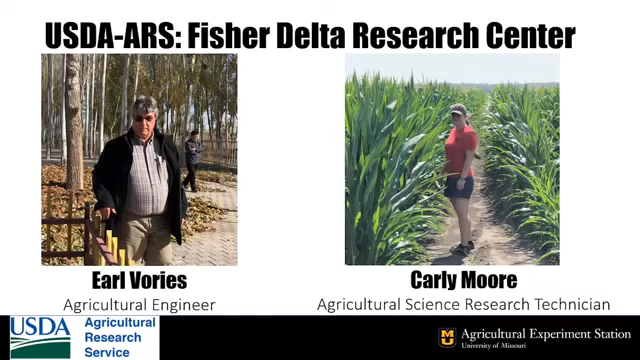 USDA-ARS: Fisher Delta Research Center
Earl Vories
Agricultural Engineer
Carly Moore
Agricultural Science Research Technician
USDA
Agricultural
Research
Service
MU
Agricultural Experiment Station
University of Missouri